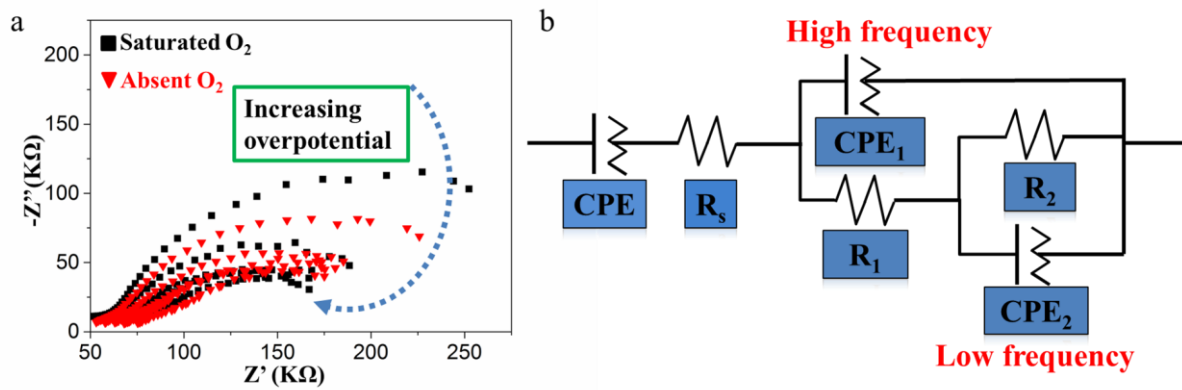 a
Saturated O₂
Absent O₂
Increasing
overpotential
-Z''(KΩ)
200
150
100
50
0
50
100
150
200
250
Z' (KΩ)
b
High frequency
CPE₁
CPE
Rₛ
R₂
R₁
CPE₂
Low frequency